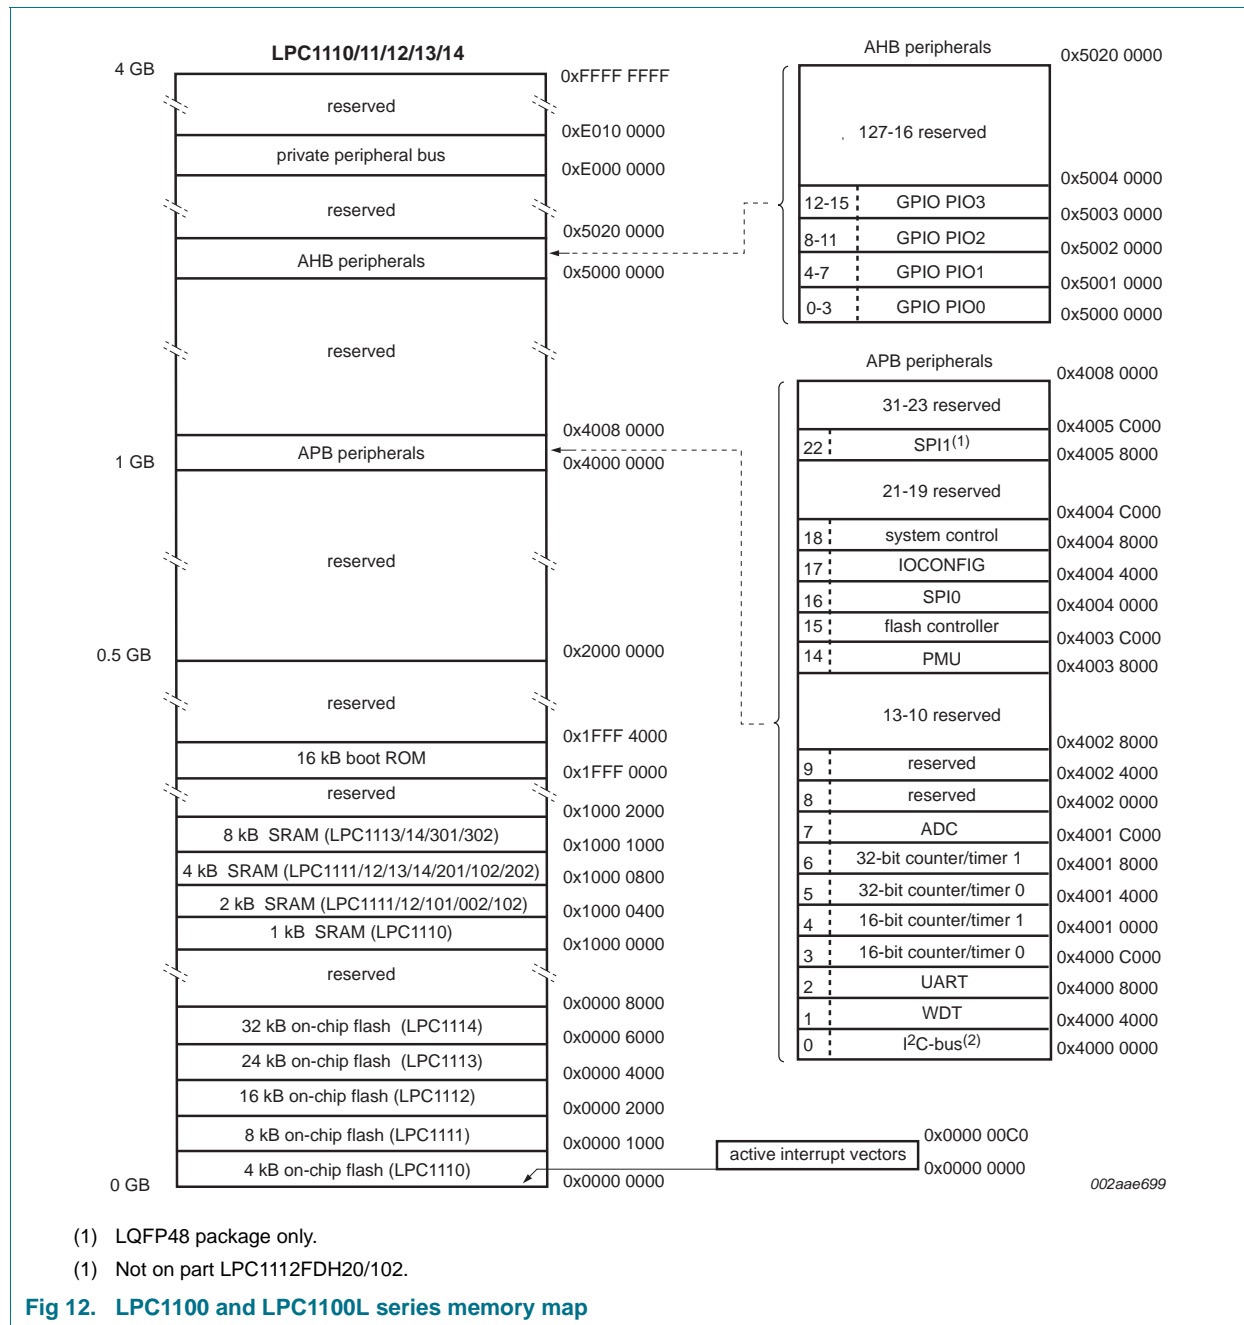 LPC1110/11/12/13/14
4 GB
0xFFFF FFFF
reserved
0xE010 0000
private peripheral bus
0xE000 0000
reserved
0x5020 0000
AHB peripherals
0x5000 0000
reserved
0x4008 0000
APB peripherals
1 GB
0x4000 0000
reserved
0.5 GB
0x2000 0000
reserved
0x1FFF 4000
16 kB boot ROM
0x1FFF 0000
reserved
0x1000 2000
8 kB SRAM (LPC1113/14/301/302)
0x1000 1000
4 kB SRAM (LPC1111/12/13/14/201/102/202)
0x1000 0800
2 kB SRAM (LPC1111/12/101/002/102)
0x1000 0400
1 kB SRAM (LPC1110)
0x1000 0000
reserved
0x0000 8000
32 kB on-chip flash (LPC1114)
0x0000 6000
24 kB on-chip flash (LPC1113)
0x0000 4000
16 kB on-chip flash (LPC1112)
0x0000 2000
8 kB on-chip flash (LPC1111)
0x0000 1000
4 kB on-chip flash (LPC1110)
0 GB
0x0000 0000
AHB peripherals
0x5020 0000
127-16 reserved
0x5004 0000
12-15 GPIO PIO3
0x5003 0000
8-11 GPIO PIO2
0x5002 0000
4-7 GPIO PIO1
0x5001 0000
0-3 GPIO PIO0
0x5000 0000
APB peripherals
0x4008 0000
31-23 reserved
0x4005 C000
22 SPI1(1)
0x4005 8000
21-19 reserved
0x4004 C000
18 system control
0x4004 8000
17 IOCONFIG
0x4004 4000
16 SPI0
0x4004 0000
15 flash controller
0x4003 C000
14 PMU
0x4003 8000
13-10 reserved
0x4002 8000
9 reserved
0x4002 4000
8 reserved
0x4002 0000
7 ADC
0x4001 C000
6 32-bit counter/timer 1
0x4001 8000
5 32-bit counter/timer 0
0x4001 4000
4 16-bit counter/timer 1
0x4001 0000
3 16-bit counter/timer 0
0x4000 C000
2 UART
0x4000 8000
1 WDT
0x4000 4000
0 I2C-bus(2)
0x4000 0000
0x0000 00C0
active interrupt vectors
0x0000 0000
002aae699
(1) LQFP48 package only.
(1) Not on part LPC1112FDH20/102.
Fig 12. LPC1100 and LPC1100L series memory map